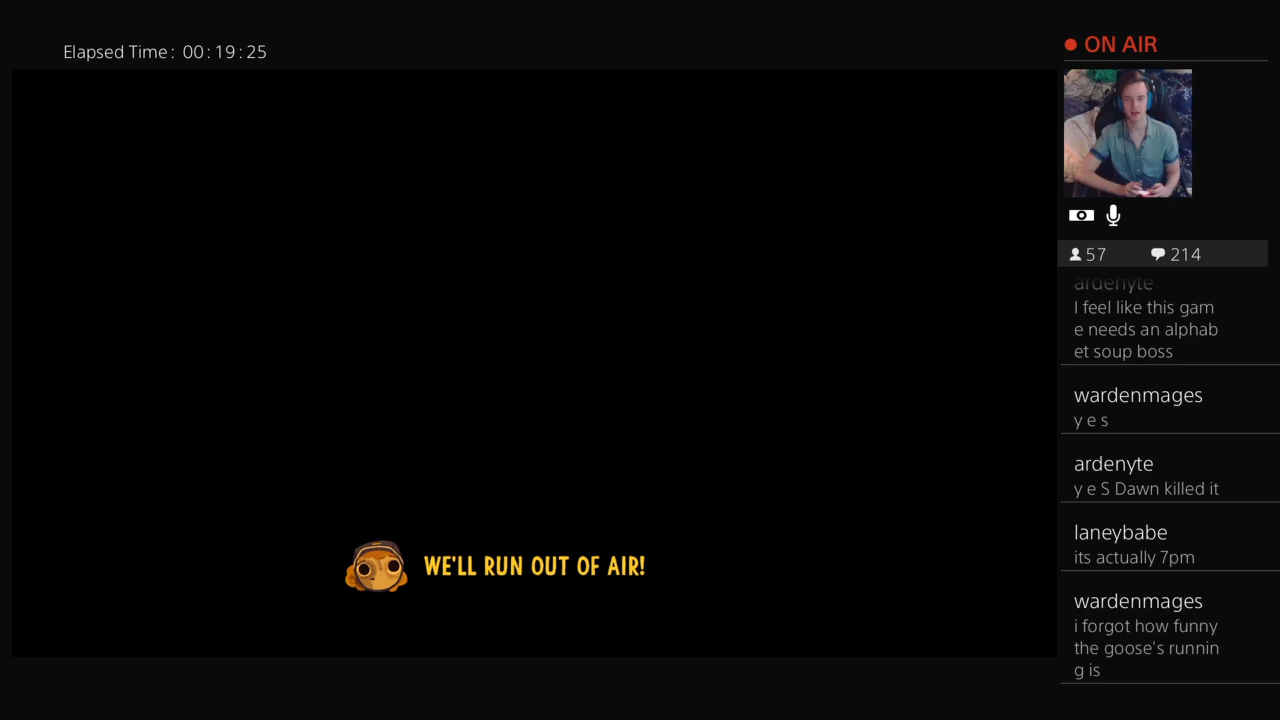 Elapsed Time: 00:19:25
ON AIR
57 214
ardenyte
I feel like this gam
e needs an alphab
et soup boss
wardenmages
y e s
ardenyte
y e S Dawn killed it
laneybabe
its actually 7pm
wardenmages
i forgot how funny
the goose's runnin
g is
WE'LL RUN OUT OF AIR!